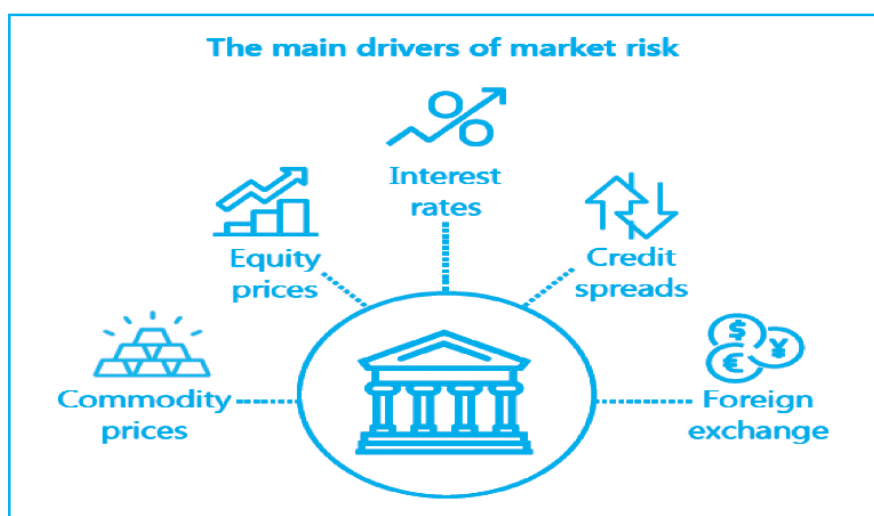 The main drivers of market risk
Interest
rates
Equity
prices
Credit
spreads
Commodity
prices
$
€
¥
Foreign
exchange